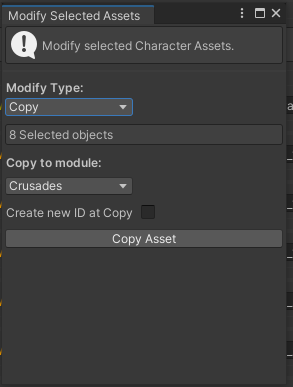 Modify Selected Assets
Modify selected Character Assets.
Modify Type:
Copy
8 Selected objects
Copy to module:
Crusades
Create new ID at Copy
Copy Asset